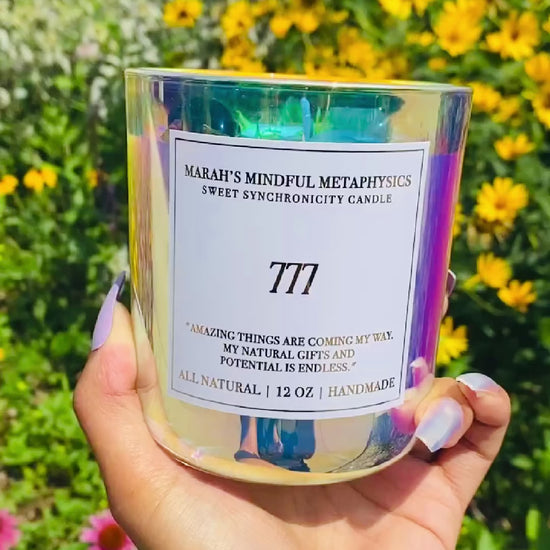 MARAH'S MINDFUL METAPHYSICS
SWEET SYNCHRONICITY CANDLE
777
"AMAZING THINGS ARE COMING MY WAY.
MY NATURAL GIFTS AND
POTENTIAL IS ENDLESS."
ALL NATURAL | 12 OZ | HANDMADE